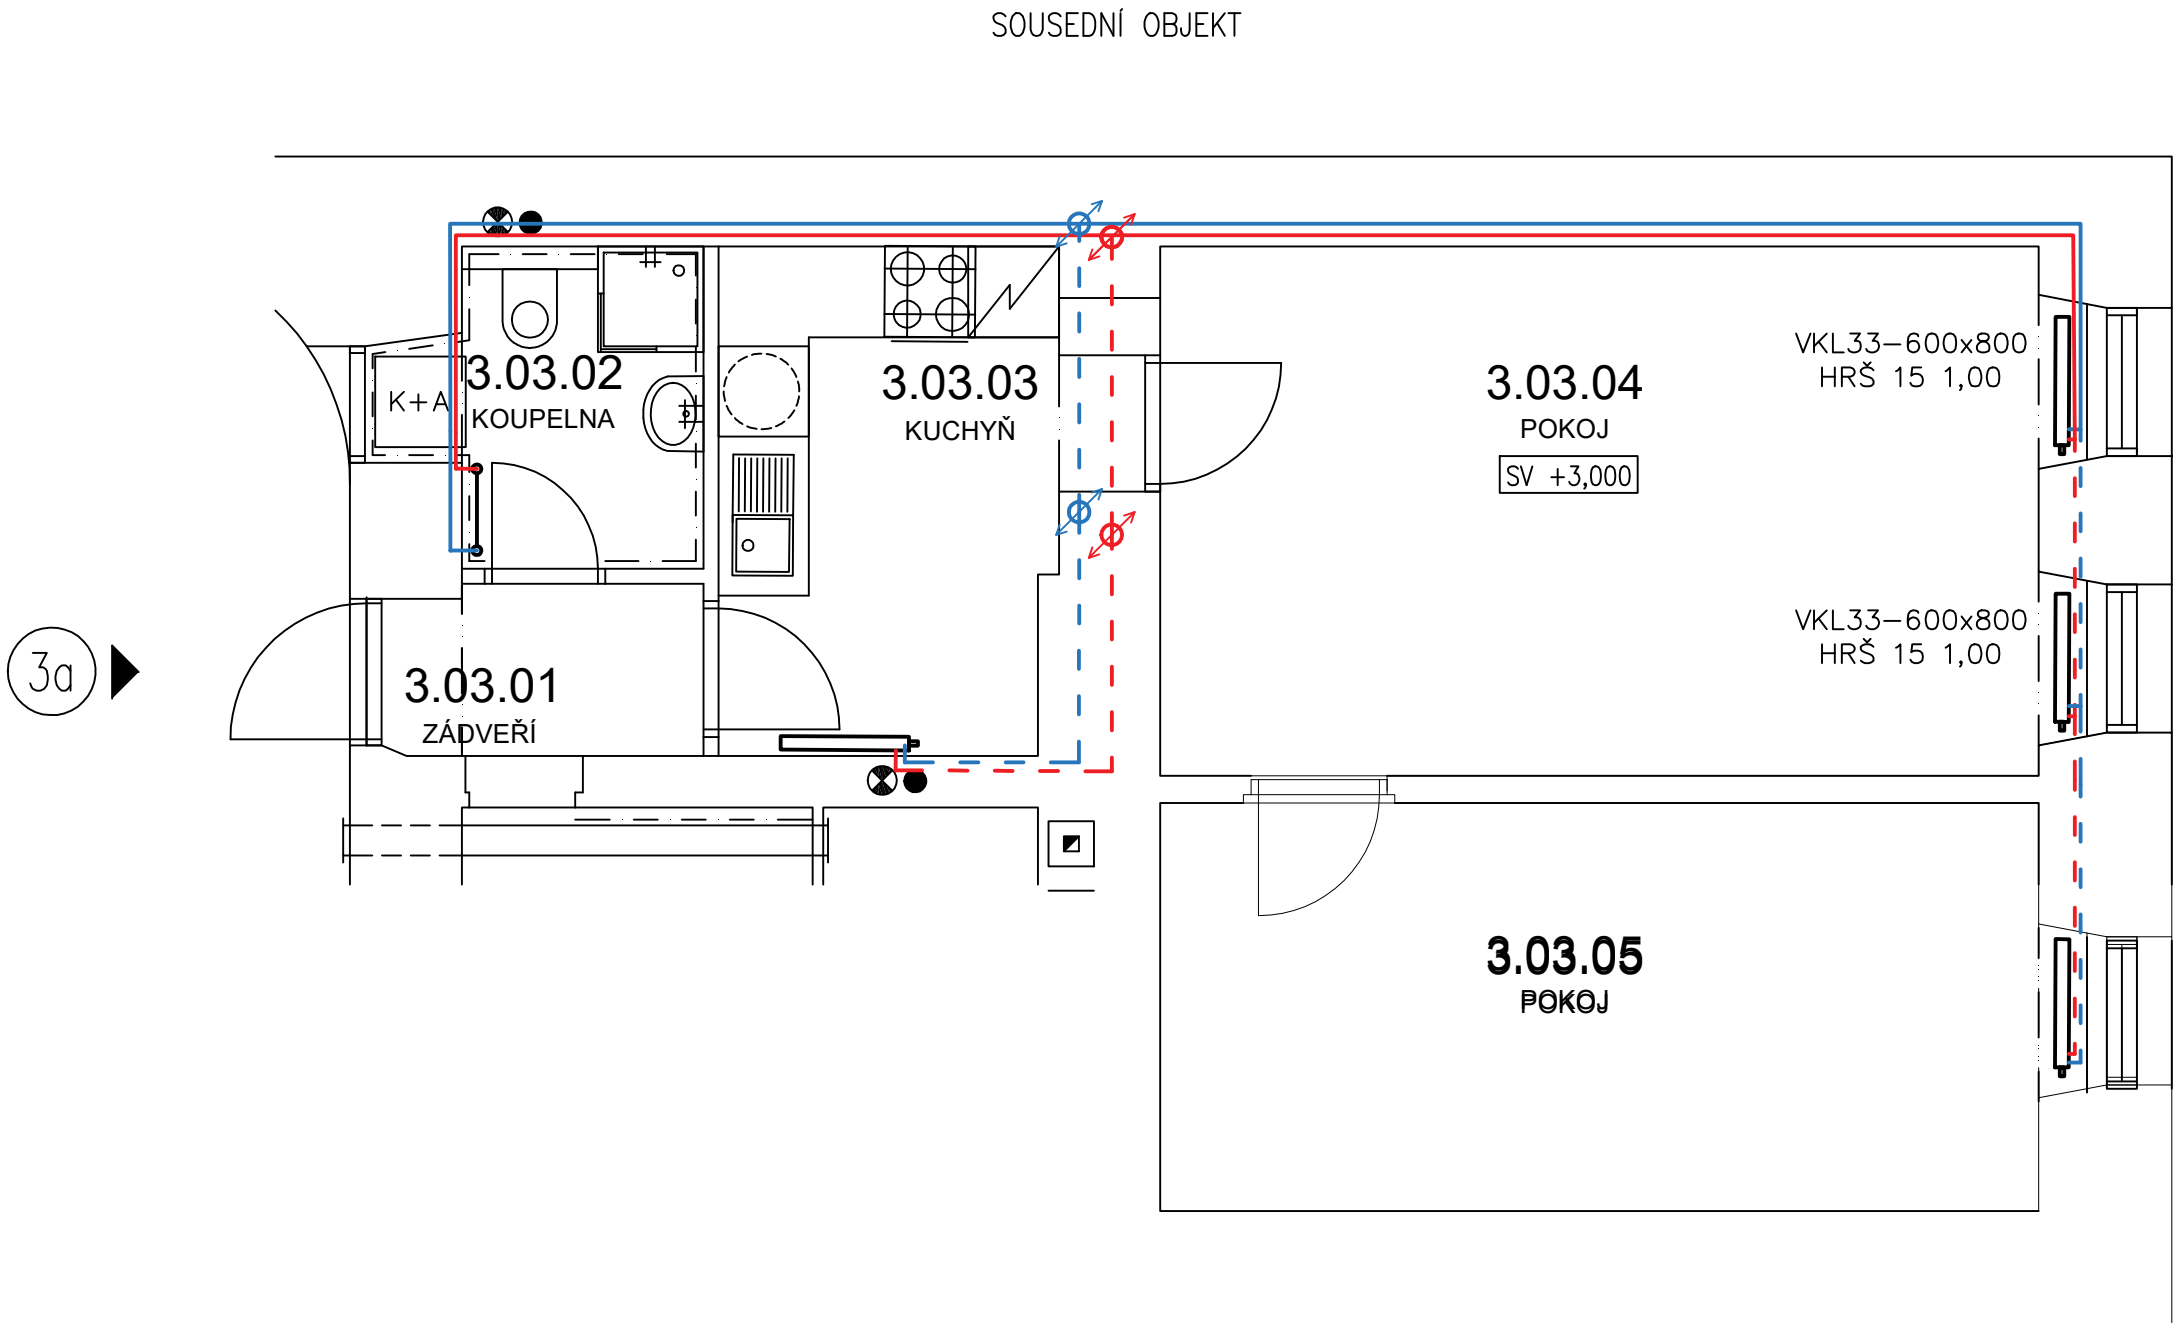 SOUSEDNÍ OBJEKT
VKL33-600x800
HRŠ 15 1,00
3.03.02
KOUPELNA
K+A
3.03.03
KUCHYŇ
3.03.04
POKOJ
SV +3,000
VKL33-600x800
HRŠ 15 1,00
3a
3.03.01
ZÁDVEŘÍ
3.03.05
POKOJ